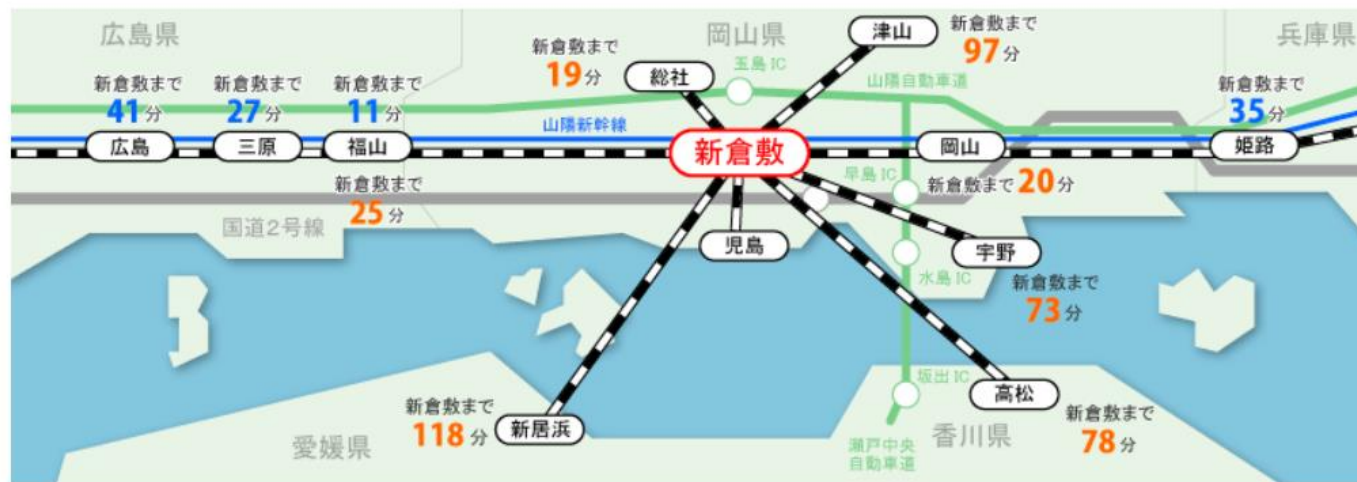 広島県
岡山県
兵庫県
新倉敷まで
41分
新倉敷まで
27分
新倉敷まで
11分
新倉敷まで
19分
新倉敷まで
97分
新倉敷まで
35分
津山
総社
玉島IC
山陽自動車道
山陽新幹線
広島
三原
福山
新倉敷
岡山
姫路
新倉敷まで
25分
早島IC
新倉敷まで20分
国道2号線
児島
宇野
水島IC
新倉敷まで
73分
坂出IC
高松
新倉敷まで
118分
新居浜
新倉敷まで
78分
愛媛県
香川県
瀬戸中央
自動車道